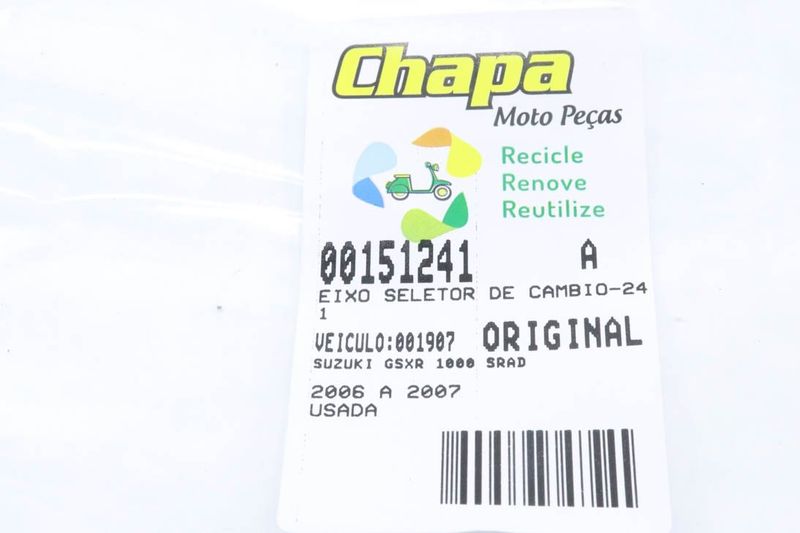 Chapa
Moto Peças
Recicle
Renove
Reutilize
00151241 A
EIXO SELETOR DE CAMBIO-24
1
VEICULO:001907 ORIGINAL
SUZUKI GSXR 1000 SRAD
2006 A 2007
USADA